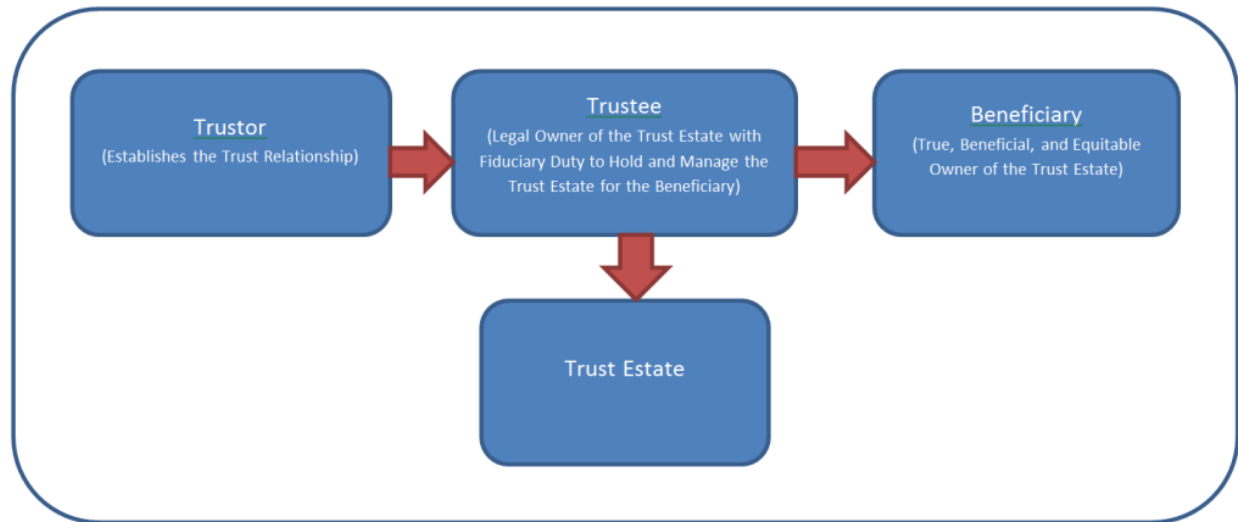 Trustor
(Establishes the Trust Relationship)
Trustee
(Legal Owner of the Trust Estate with
Fiduciary Duty to Hold and Manage the
Trust Estate for the Beneficiary)
Beneficiary
(True, Beneficial, and Equitable
Owner of the Trust Estate)
Trust Estate